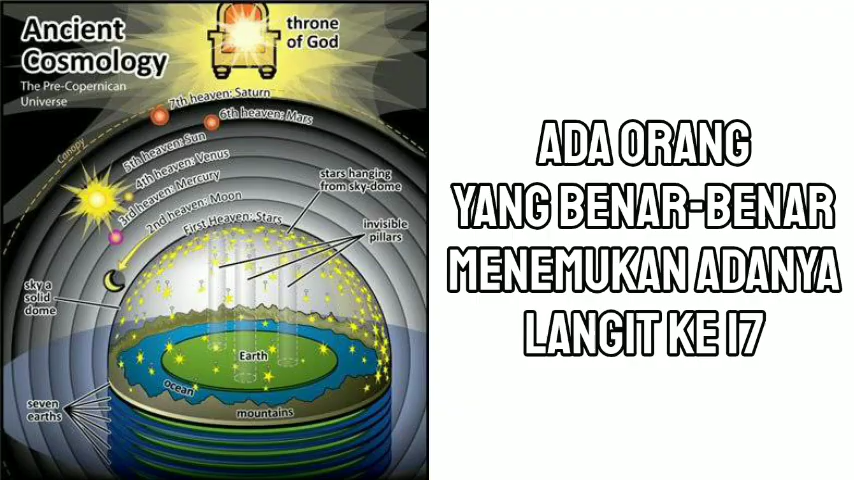 Ancient
Cosmology
The Pre-Copernican
Universe
throne
of God
7th heaven: Saturn
6th heaven: Mars
Canopy
5th heaven: Sun
4th heaven: Venus
3rd heaven: Mercury
2nd heaven: Moon
First Heaven: Stars
stars hanging
from sky-dome
invisible
pillars
sky a
solid
dome
Earth
ocean
mountains
seven
earths
ADA ORANG
YANG BENAR-BENAR
MENEMUKAN ADANYA
LANGIT KE 17